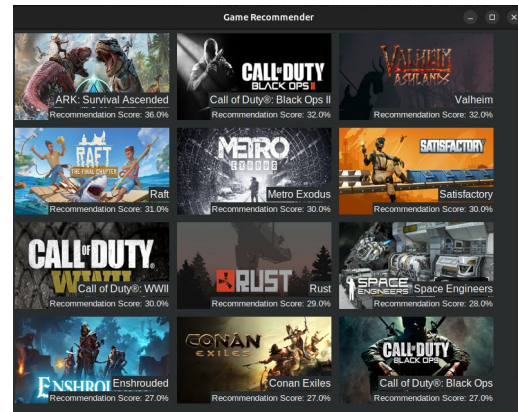 Game Recommender
ARK: Survival Ascended
Recommendation Score: 36.0%
CALL OF DUTY
BLACK OPS II
Call of Duty®: Black Ops II
Recommendation Score: 32.0%
VALHEIM
ASHLANDS
Valheim
Recommendation Score: 32.0%
RAFT
THE FINAL CHAPTER
Raft
Recommendation Score: 31.0%
METRO
EXODUS
Metro Exodus
Recommendation Score: 30.0%
SATISFACTORY
Satisfactory
Recommendation Score: 30.0%
CALL OF DUTY
WWII
Call of Duty®: WWII
Recommendation Score: 30.0%
RUST
Rust
Recommendation Score: 29.0%
SPACE
ENGINEERS
Space Engineers
Recommendation Score: 28.0%
ENSHRO
Enshrouded
Recommendation Score: 27.0%
CONAN
EXILES
Conan Exiles
Recommendation Score: 27.0%
CALL OF DUTY
BLACK OPS
Call of Duty®: Black Ops
Recommendation Score: 27.0%